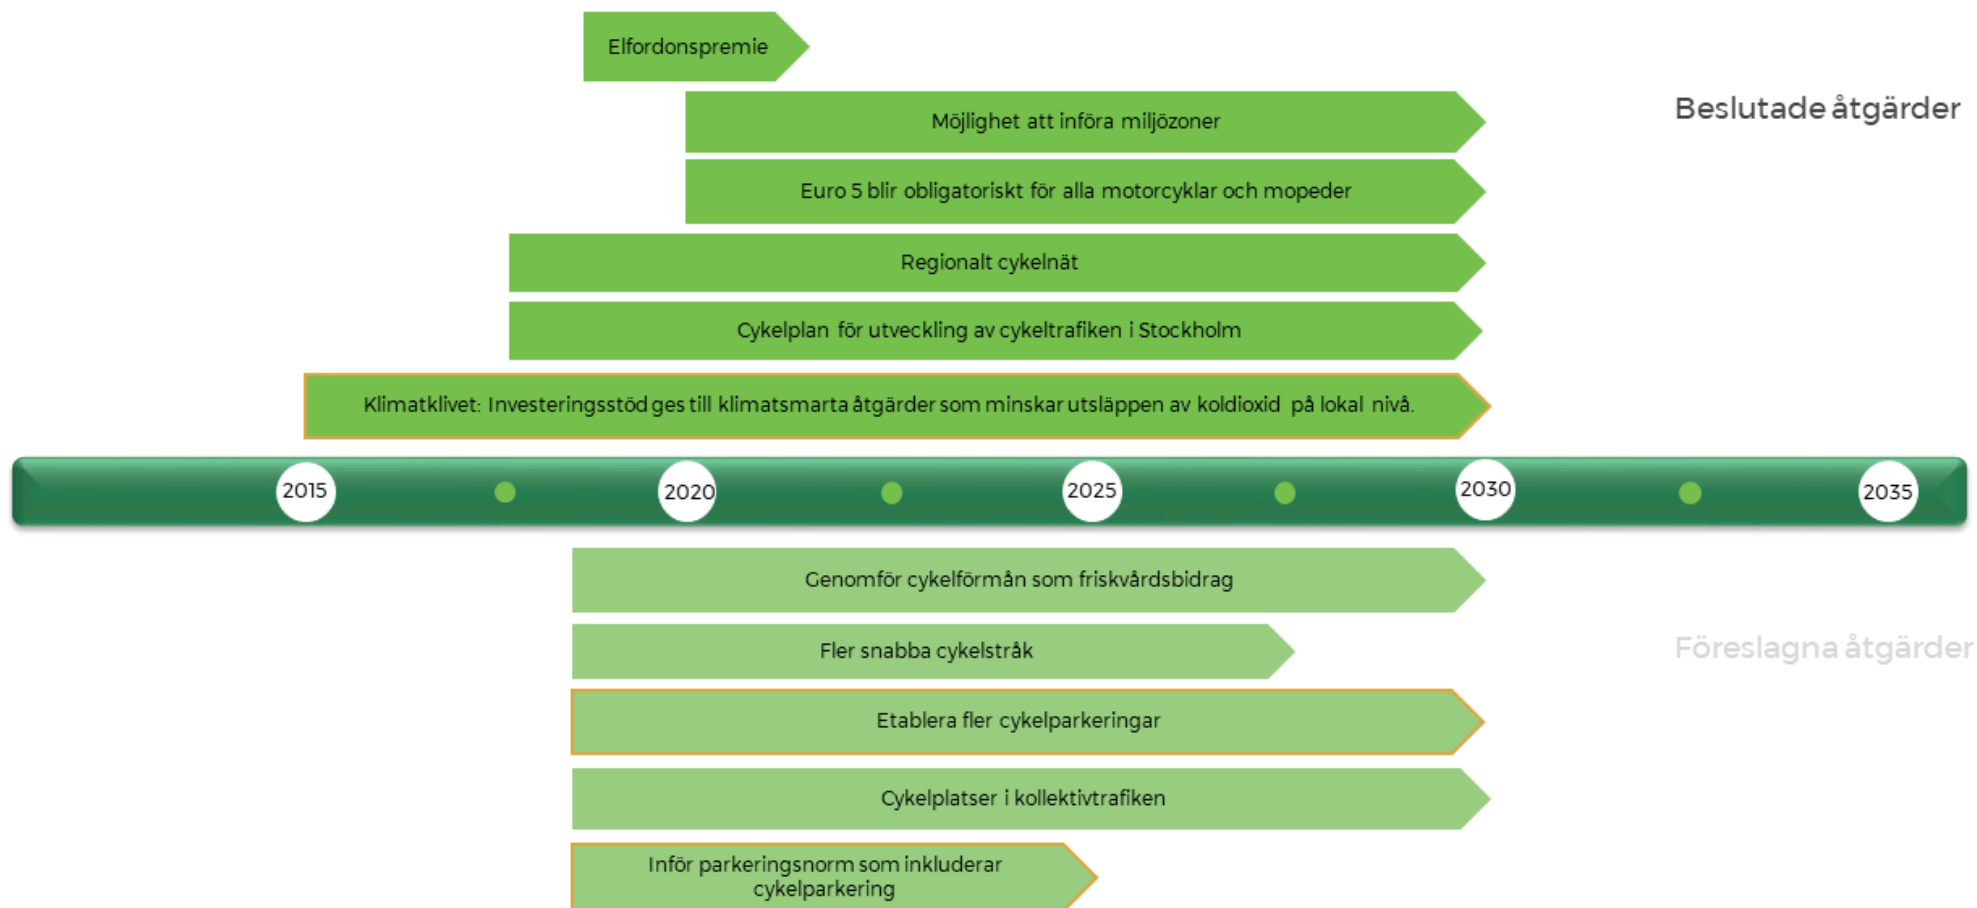 Elfordonspremie
Beslutade åtgärder
Möjlighet att införa miljözoner
Euro 5 blir obligatoriskt för alla motorcyklar och mopeder
Regionalt cykelnät
Cykelplan för utveckling av cykeltrafiken i Stockholm
Klimatklivet: Investeringsstöd ges till klimatsmarta åtgärder som minskar utsläppen av koldioxid på lokal nivå.
2015
2020
2025
2030
2035
Genomför cykelförmån som friskvårdsbidrag
Föreslagna åtgärder
Fler snabba cykelstråk
Etablera fler cykelparkeringar
Cykelplatser i kollektivtrafiken
Inför parkeringsnorm som inkluderar
cykelparkering